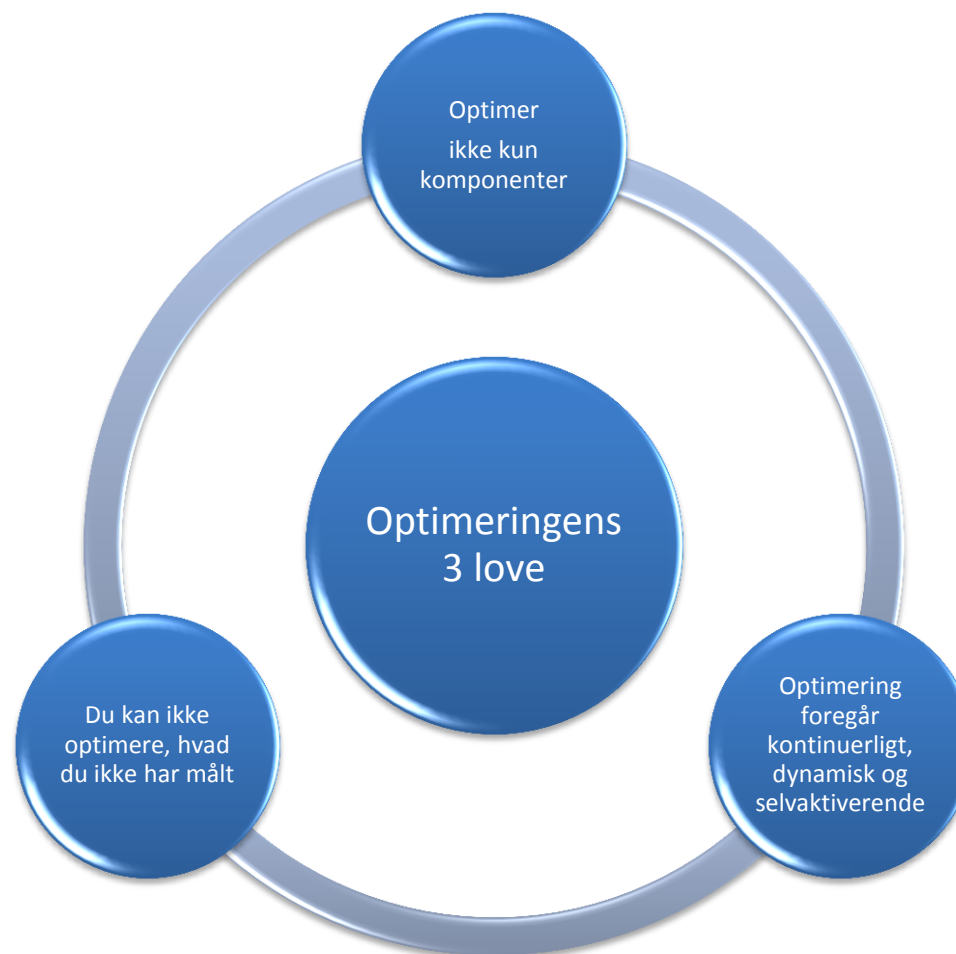 Optimer
ikke kun
komponenter
Optimeringens
3 love
Du kan ikke
optimere, hvad
du ikke har målt
Optimering
foregår
kontinuerligt,
dynamisk og
selvaktiverende